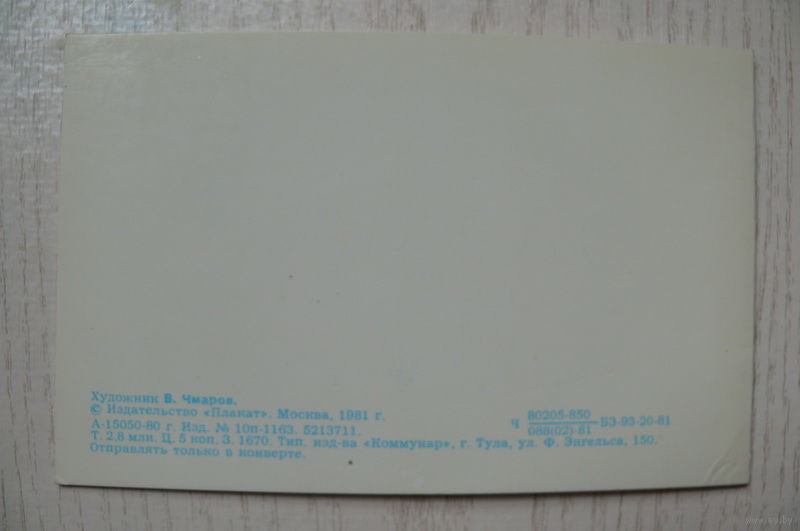 Художник В. Чмаров.
© Издательство «Плакат». Москва, 1981 г.
А-15050-80 г. Изд. № 10п-1163. 5213711.
Т. 2,8 млн. Ц. 5 коп. З. 1670. Тип. изд-ва «Коммунар», г. Тула, ул. Ф. Энгельса, 150.
Отправлять только в конверте.
80205-850
Ч БЗ-93-20-81
088(02)-81